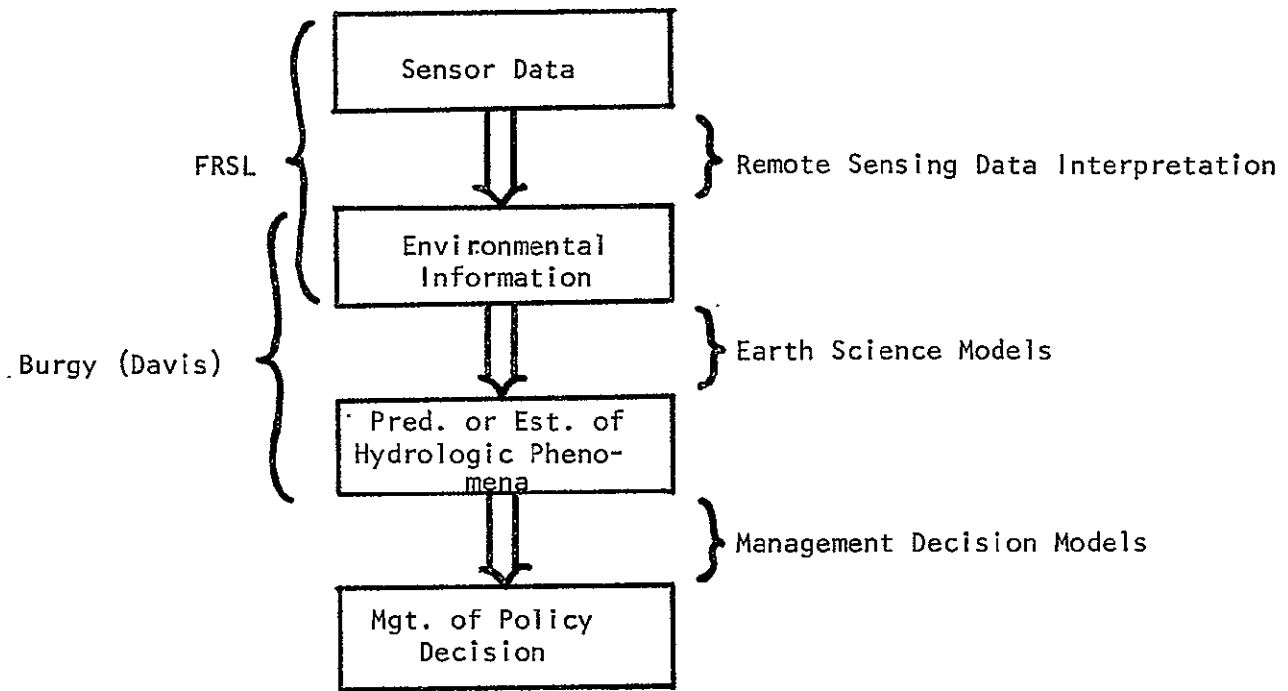 Sensor Data
FRSL
Remote Sensing Data Interpretation
Environmental
Information
Burgy (Davis)
Earth Science Models
Pred. or Est. of
Hydrologic Pheno-
mena
Management Decision Models
Mgt. of Policy
Decision